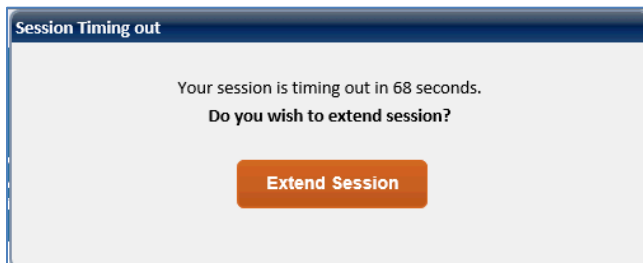 Session Timing out
Your session is timing out in 68 seconds.
Do you wish to extend session?
Extend Session